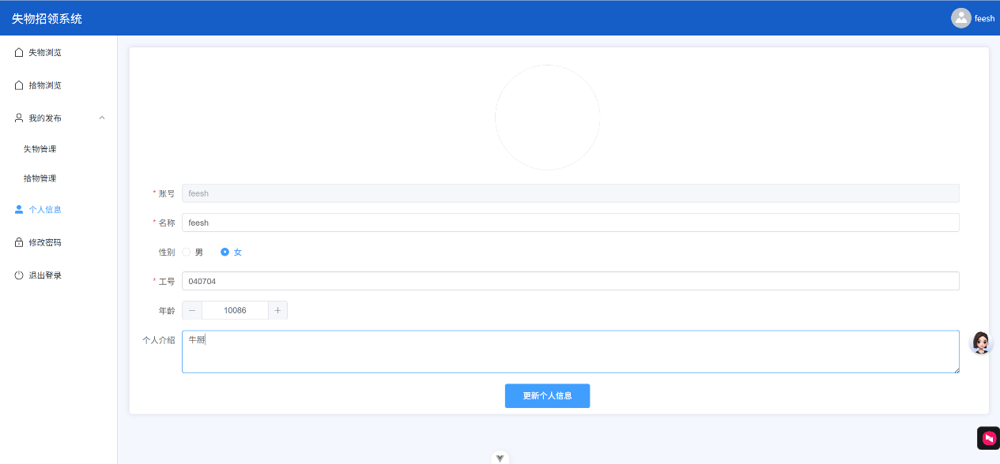 失物招领系统
feesh
失物浏览
拾物浏览
我的发布
失物管理
拾物管理
个人信息
修改密码
退出登录
* 账号 feesh
* 名称 feesh
性别 男 女
* 工号 040704
年龄 10086
个人介绍 牛掰
更新个人信息